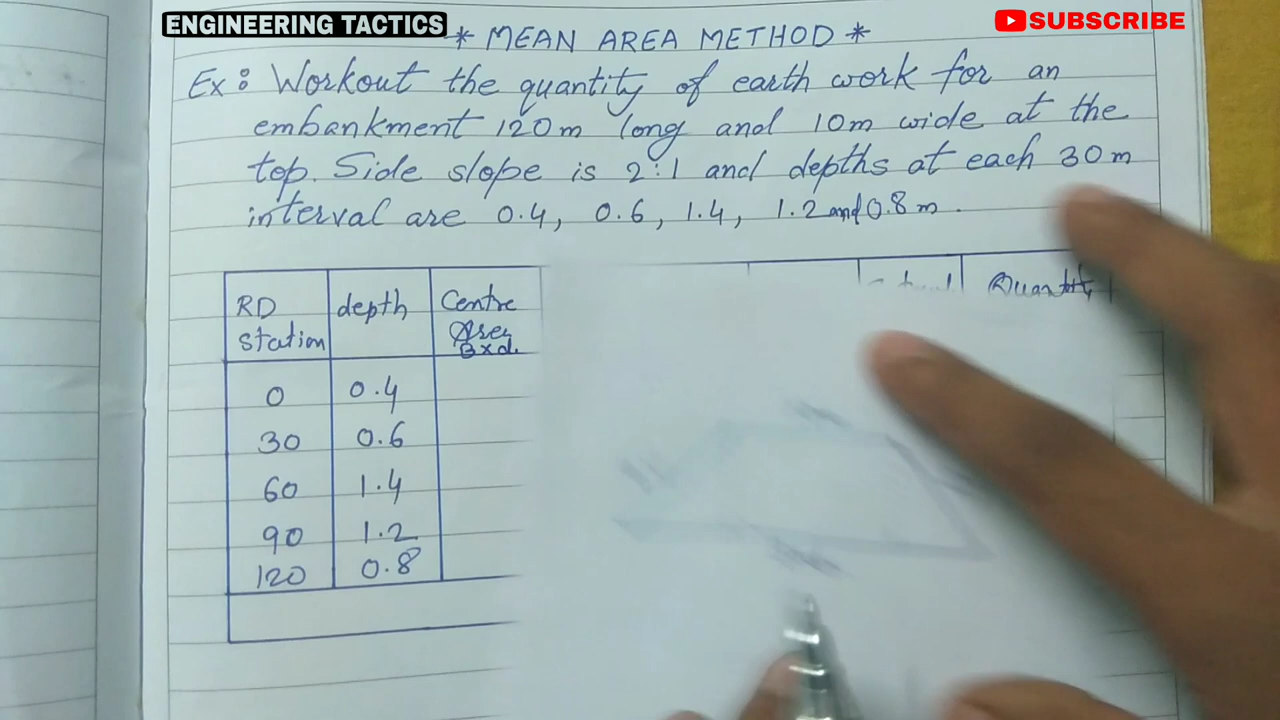 ENGINEERING TACTICS
SUBSCRIBE
* MEAN AREA METHOD *
Ex: Workout the quantity of earth work for an
embankment 120m long and 10m wide at the
top. Side slope is 2:1 and depths at each 30m
interval are 0.4, 0.6, 1.4, 1.2 and 0.8m.
RD station depth Centre Area B×d. Quantity
0 0.4
30 0.6
60 1.4
90 1.2
120 0.8